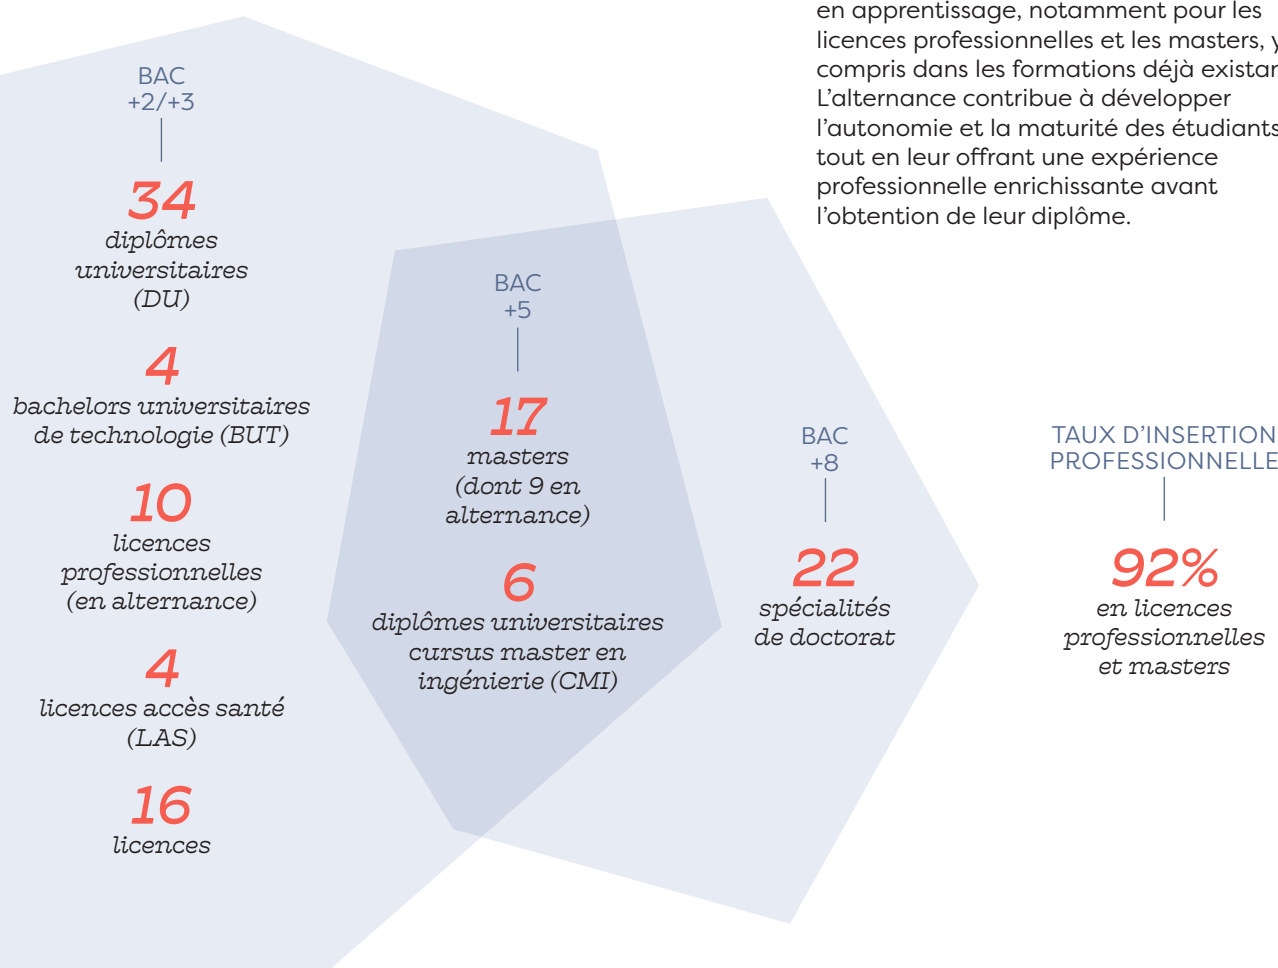 en apprentissage, notamment pour les
licences professionnelles et les masters, y
compris dans les formations déjà
L’alternance contribue à développer
l’autonomie et la maturité des étudiants
tout en leur offrant une expérience
professionnelle enrichissante avant
l’obtention de leur diplôme.
BAC
+2/+3
34
diplômes
universitaires
(DU)
4
bachelors universitaires
de technologie (BUT)
10
licences
professionnelles
(en alternance)
4
licences accès santé
(LAS)
16
licences
BAC
+5
17
masters
(dont 9 en
alternance)
6
diplômes universitaires
cursus master en
ingénierie (CMI)
BAC
+8
22
spécialités
de doctorat
TAUX D’INSERTION
PROFESSIONNELLE
92%
en licences
professionnelles
et masters